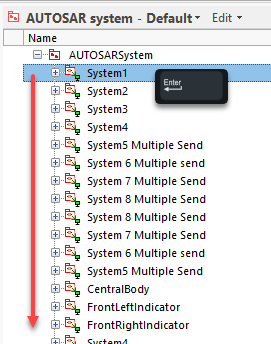 AUTOSAR system - Default
Edit
Name
AUTOSARSystem
System1
Enter
System2
System3
System4
System5 Multiple Send
System 6 Multiple send
System 7 Multiple Send
System 8 Multiple Send
System 8 Multiple Send
System 7 Multiple Send
System 6 Multiple send
System5 Multiple Send
CentralBody
FrontLeftIndicator
FrontRightIndicator
System4